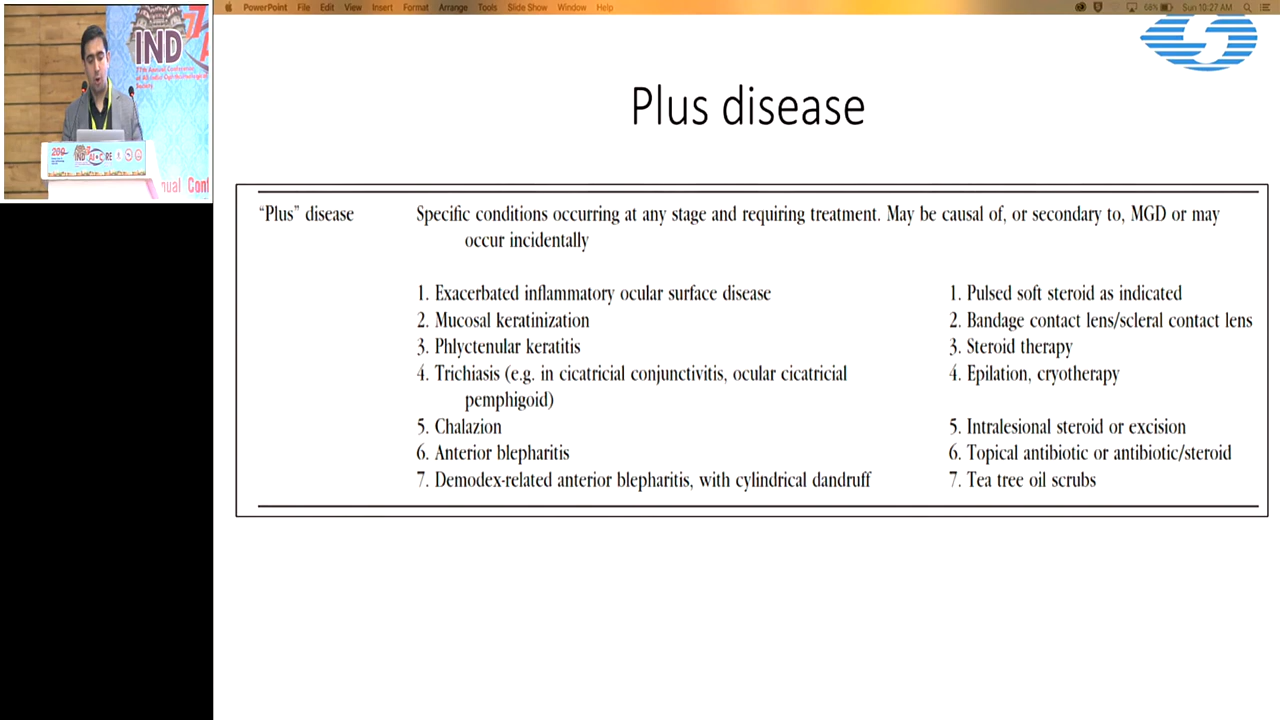 PowerPoint File Edit View Insert Format Arrange Tools Slide Show Window Help
68% Sun 10:27 AM
IND
Plus disease
“Plus” disease
Specific conditions occurring at any stage and requiring treatment. May be causal of, or secondary to, MGD or may
occur incidentally
1. Exacerbated inflammatory ocular surface disease
1. Pulsed soft steroid as indicated
2. Mucosal keratinization
2. Bandage contact lens/scleral contact lens
3. Phlyctenular keratitis
3. Steroid therapy
4. Trichiasis (e.g. in cicatricial conjunctivitis, ocular cicatricial
pemphigoid)
4. Epilation, cryotherapy
5. Chalazion
5. Intralesional steroid or excision
6. Anterior blepharitis
6. Topical antibiotic or antibiotic/steroid
7. Demodex-related anterior blepharitis, with cylindrical dandruff
7. Tea tree oil scrubs